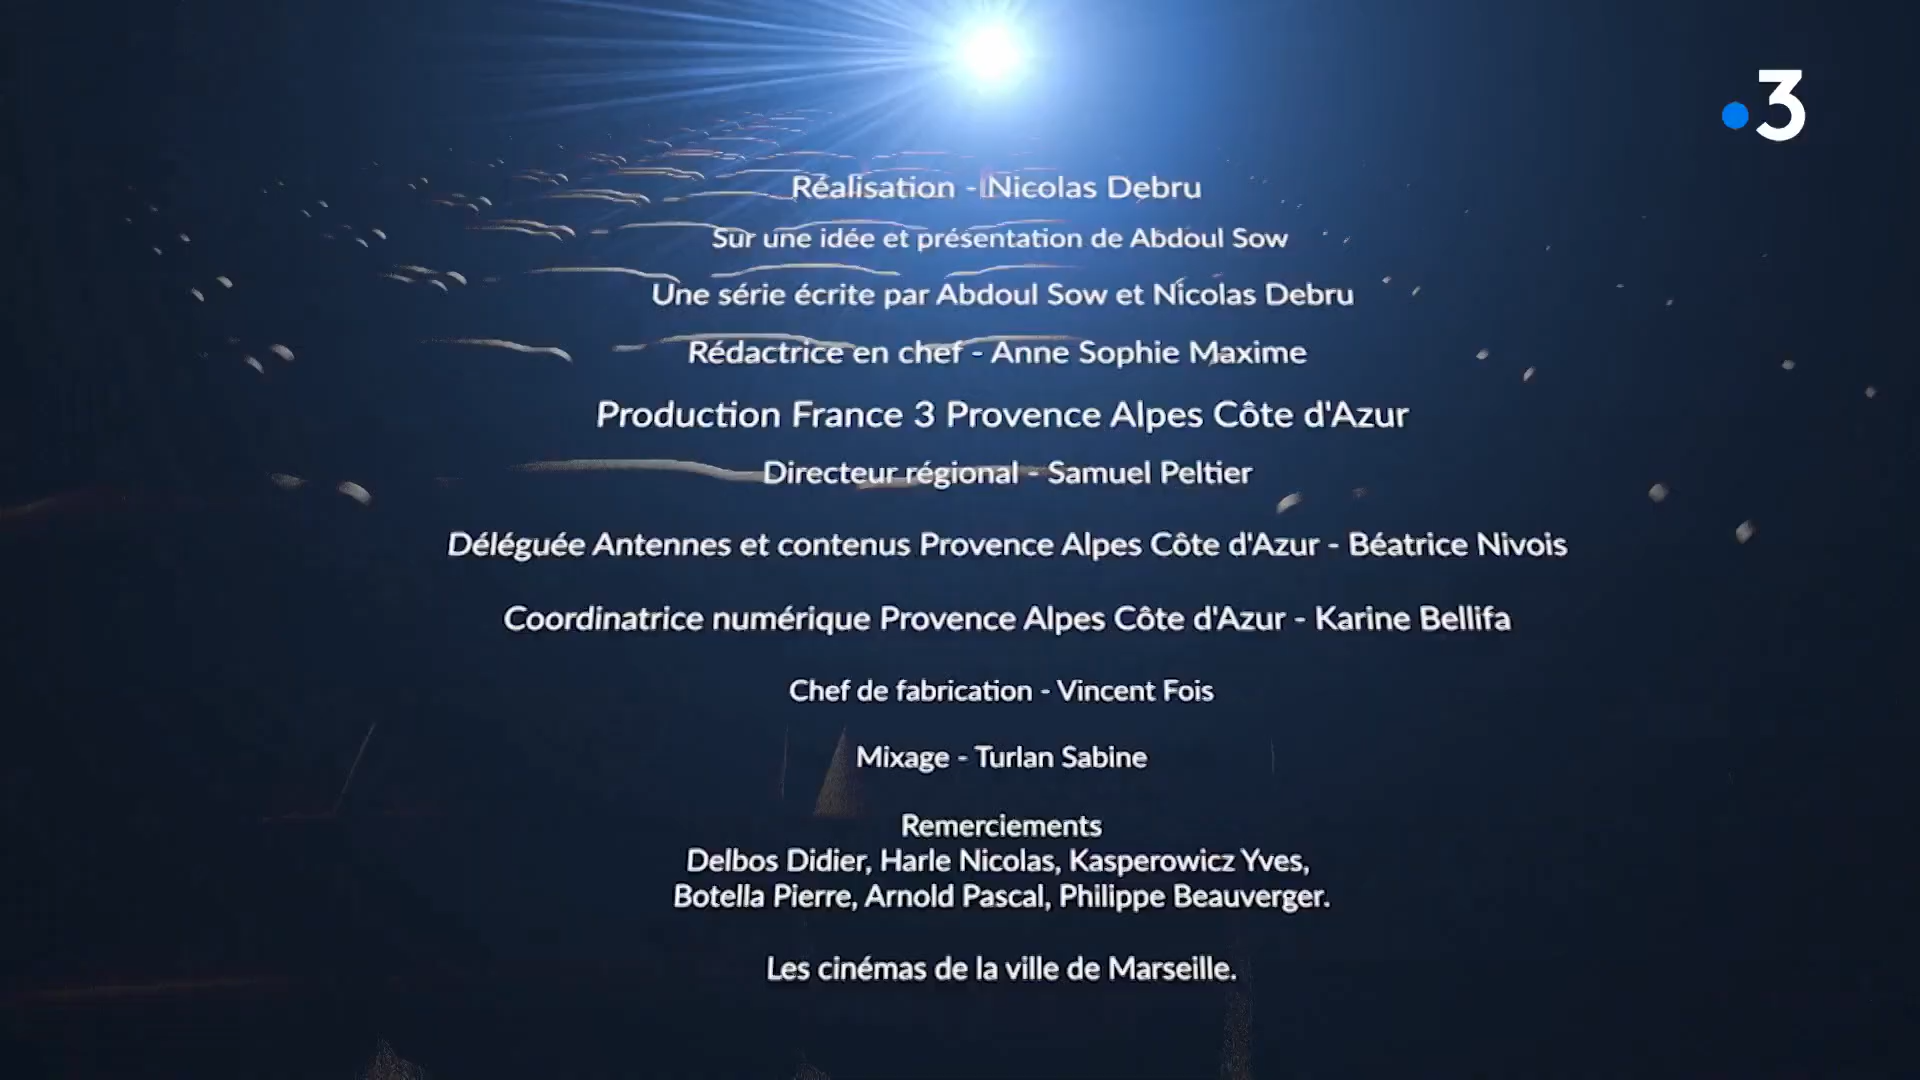 3
Réalisation - Nicolas Debru
Sur une idée et présentation de Abdoul Sow
Une série écrite par Abdoul Sow et Nicolas Debru
Rédactrice en chef - Anne Sophie Maxime
Production France 3 Provence Alpes Côte d'Azur
Directeur régional - Samuel Peltier
Déléguée Antennes et contenus Provence Alpes Côte d'Azur - Béatrice Nivois
Coordinatrice numérique Provence Alpes Côte d'Azur - Karine Bellifa
Chef de fabrication - Vincent Fois
Mixage - Turlan Sabine
Remerciements
Delbos Didier, Harle Nicolas, Kasperowicz Yves,
Botella Pierre, Arnold Pascal, Philippe Beauverger.
Les cinémas de la ville de Marseille.